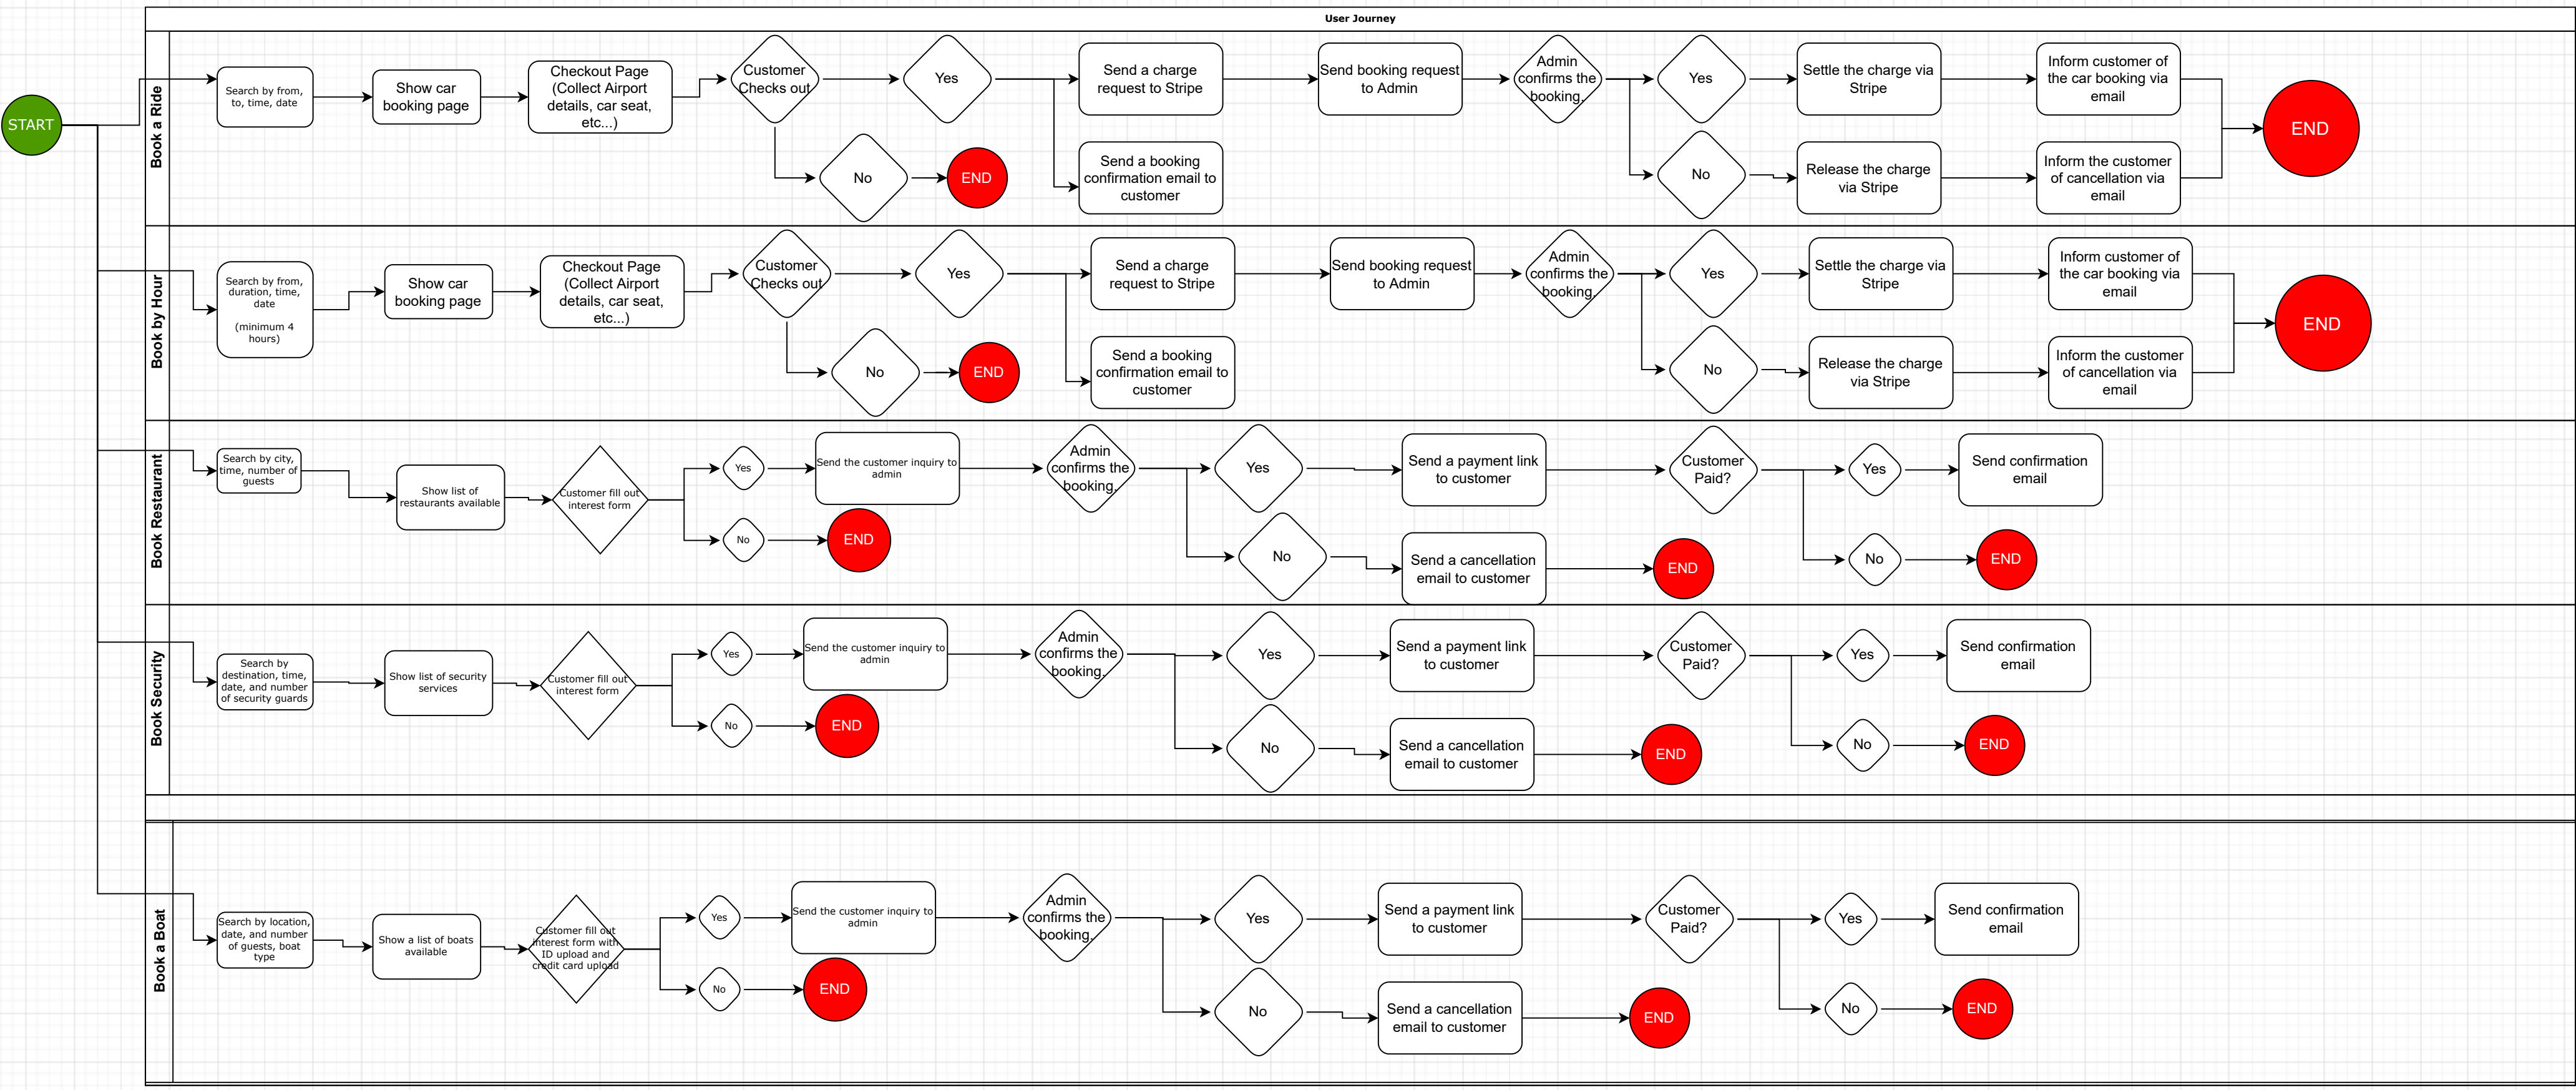 User Journey
START
Book a Ride
Search by from,
to, time, date
Show car
booking page
Checkout Page
(Collect Airport
details, car seat,
etc...)
Customer
Checks out
Yes
No
END
Send a charge
request to Stripe
Send a booking
confirmation email to
customer
Send booking request
to Admin
Admin
confirms the
booking.
Yes
No
Settle the charge via
Stripe
Release the charge
via Stripe
Inform customer of
the car booking via
email
Inform the customer
of cancellation via
email
END
Book by Hour
Search by from,
duration, time,
date
(minimum 4
hours)
Show car
booking page
Checkout Page
(Collect Airport
details, car seat,
etc...)
Customer
Checks out
Yes
No
END
Send a charge
request to Stripe
Send a booking
confirmation email to
customer
Send booking request
to Admin
Admin
confirms the
booking.
Yes
No
Settle the charge via
Stripe
Release the charge
via Stripe
Inform customer of
the car booking via
email
Inform the customer
of cancellation via
email
END
Book Restaurant
Search by city,
time, number of
guests
Show list of
restaurants available
Customer fill out
interest form
Yes
No
Send the customer inquiry to
admin
END
Admin
confirms the
booking.
Yes
No
Send a payment link
to customer
Send a cancellation
email to customer
END
Customer
Paid?
Yes
No
Send confirmation
email
END
Book Security
Search by
destination, time,
date, and number
of security guards
Show list of security
services
Customer fill out
interest form
Yes
No
Send the customer inquiry to
admin
END
Admin
confirms the
booking.
Yes
No
Send a payment link
to customer
Send a cancellation
email to customer
END
Customer
Paid?
Yes
No
Send confirmation
email
END
Book a Boat
Search by location,
date, and number
of guests, boat
type
Show a list of boats
available
Customer fill out
interest form with
ID upload and
credit card upload
Yes
No
Send the customer inquiry to
admin
END
Admin
confirms the
booking.
Yes
No
Send a payment link
to customer
Send a cancellation
email to customer
END
Customer
Paid?
Yes
No
Send confirmation
email
END